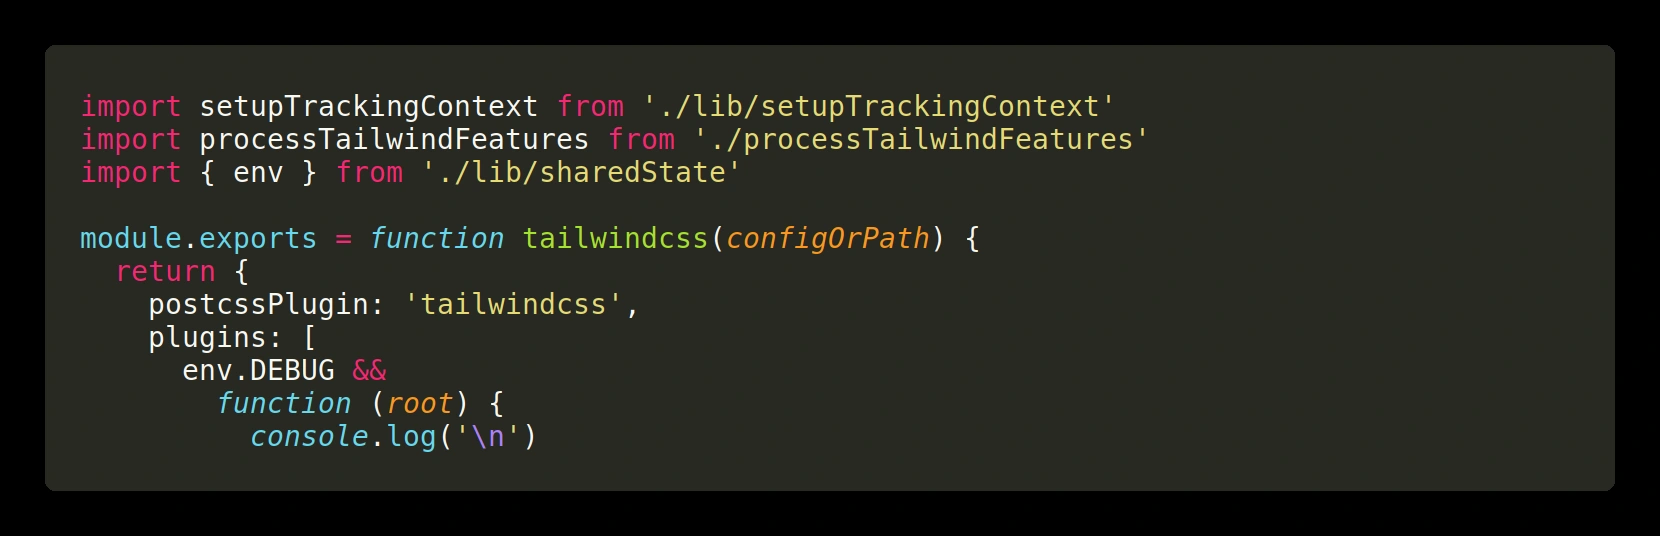 import setupTrackingContext from './lib/setupTrackingContext'
import processTailwindFeatures from './processTailwindFeatures'
import { env } from './lib/sharedState'

module.exports = function tailwindcss(configOrPath) {
  return {
    postcssPlugin: 'tailwindcss',
    plugins: [
      env.DEBUG &&
        function (root) {
          console.log('\n')